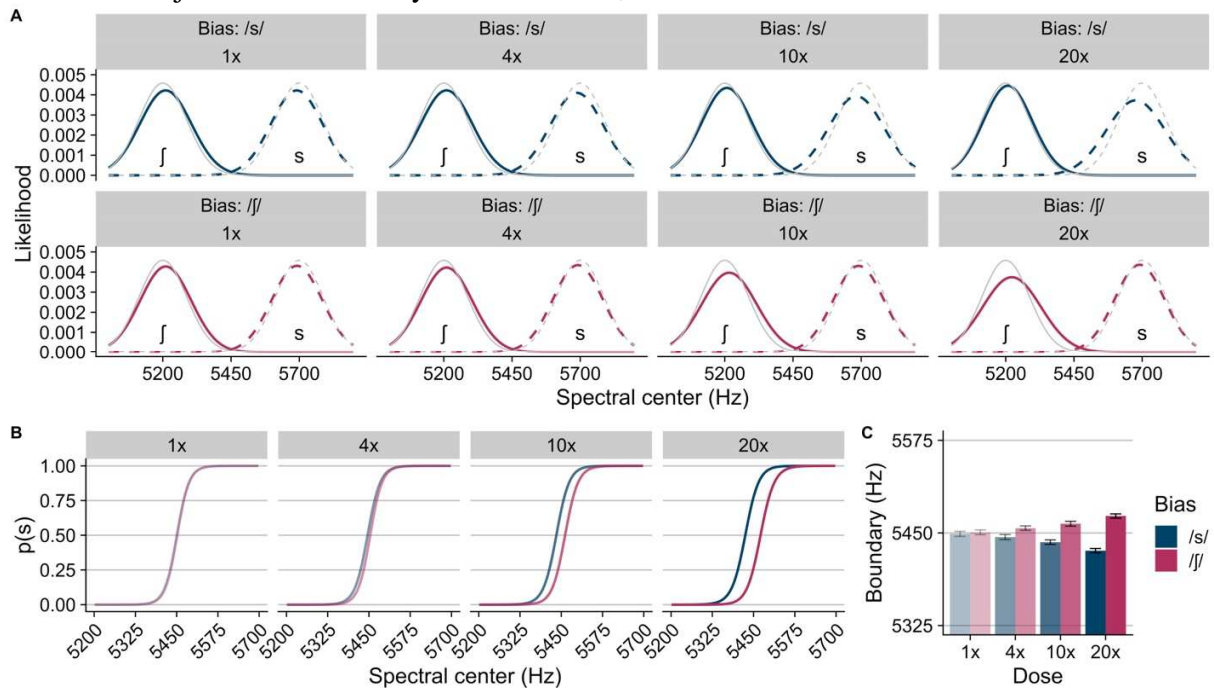 A
Bias: /s/ Bias: /s/ Bias: /s/ Bias: /s/
1x 4x 10x 20x
0.005
0.004
0.003
0.002
0.001
0.000
ʃ s ʃ s ʃ s ʃ s
Likelihood
Bias: /ʃ/ Bias: /ʃ/ Bias: /ʃ/ Bias: /ʃ/
1x 4x 10x 20x
0.005
0.004
0.003
0.002
0.001
0.000
ʃ s ʃ s ʃ s ʃ s
5200 5450 5700 5200 5450 5700 5200 5450 5700 5200 5450 5700
Spectral center (Hz)
B
1x 4x 10x 20x
1.00
0.75
0.50
0.25
0.00
p(s)
5200 5325 5450 5575 5700 5200 5325 5450 5575 5700 5200 5325 5450 5575 5700 5200 5325 5450 5575 5700
Spectral center (Hz)
C
5575
5450
5325
Boundary (Hz)
1x 4x 10x 20x
Dose
Bias
/s/
/ʃ/